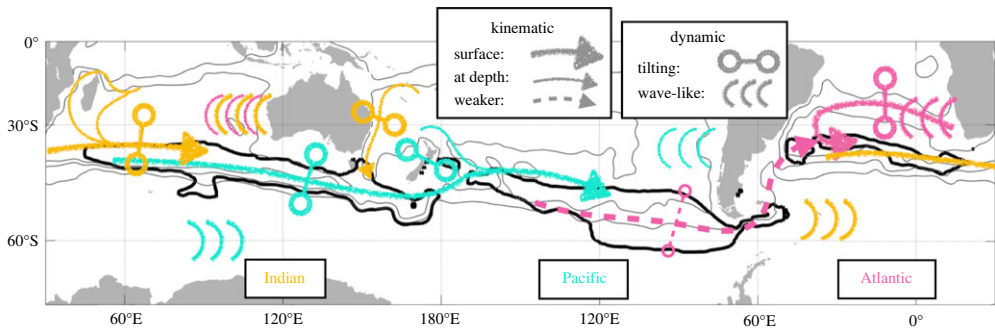 kinematic
surface:
at depth:
weaker:
dynamic
tilting:
wave-like:
0°
30°S
60°S
Indian
Pacific
Atlantic
60°E
120°E
180°E
120°E
60°E
0°